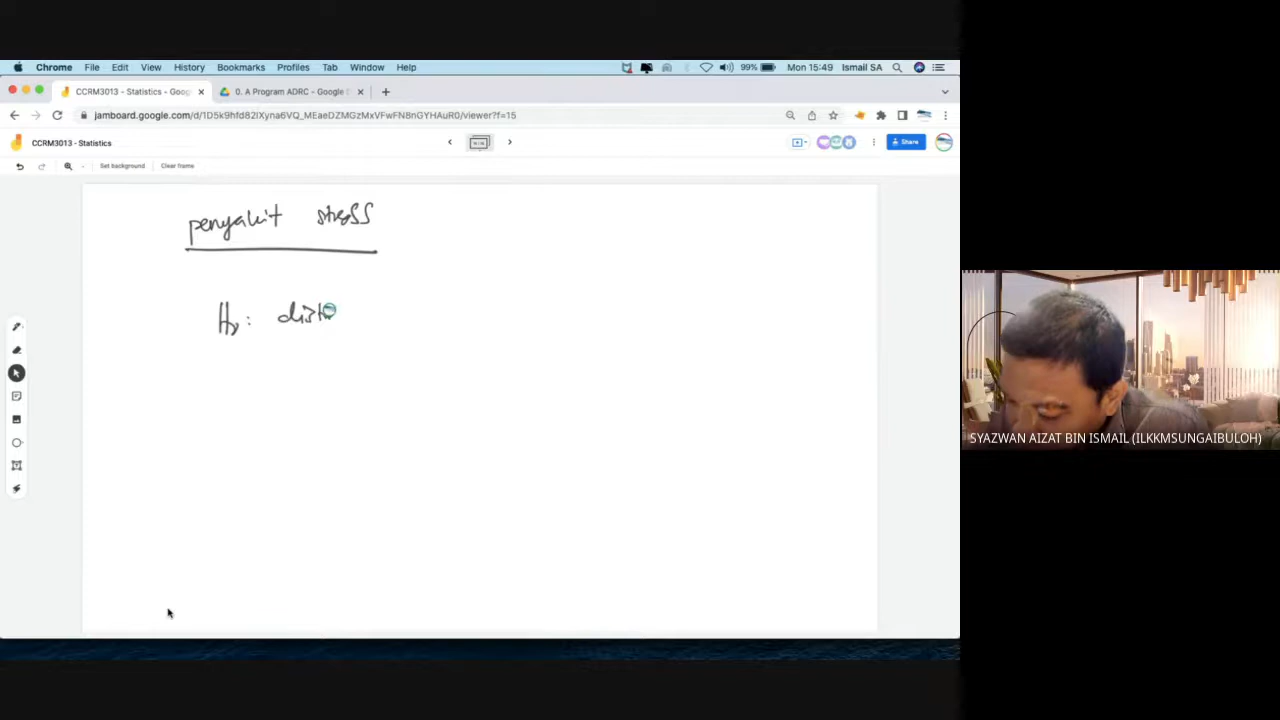 Chrome File Edit View History Bookmarks Profiles Tab Window Help 99% Mon 15:49 Ismail SA
CCRM3013 - Statistics - Goog 0. A Program ADRC - Google
jamboard.google.com/d/1D5k9hfd82IXyna6VQ_MEaeDZMGzMxVFwFN8nGYHAuR0/viewer?f=15
CCRM3013 - Statistics Share
Set background Clear frame
penyakit stress
SYAZWAN AIZAT BIN ISMAIL (ILKKMSUNGAIBULOH)